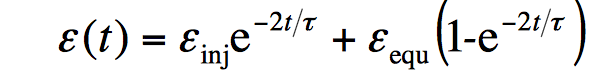 ε(t) = ε_inj e^{-2t/τ} + ε_equ (1-e^{-2t/τ})